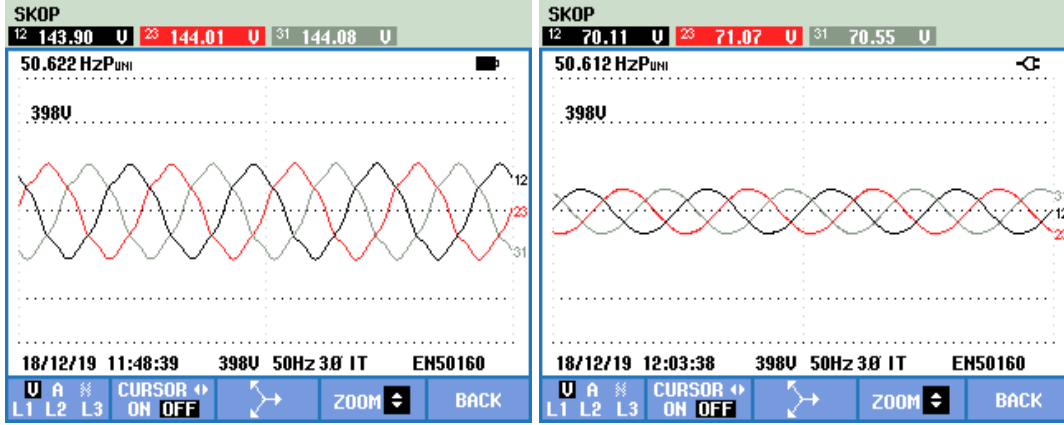 SKOP
12 143.90 V 23 144.01 V 31 144.08 V
50.622 HzPUNI
398V
12
23
31
18/12/19 11:48:39 398V 50Hz 3Ø IT EN50160
V A CURSOR
L1 L2 L3 ON OFF ZOOM BACK
SKOP
12 70.11 V 23 71.07 V 31 70.55 V
50.612 HzPUNI
398V
31
12
23
18/12/19 12:03:38 398V 50Hz 3Ø IT EN50160
V A CURSOR
L1 L2 L3 ON OFF ZOOM BACK